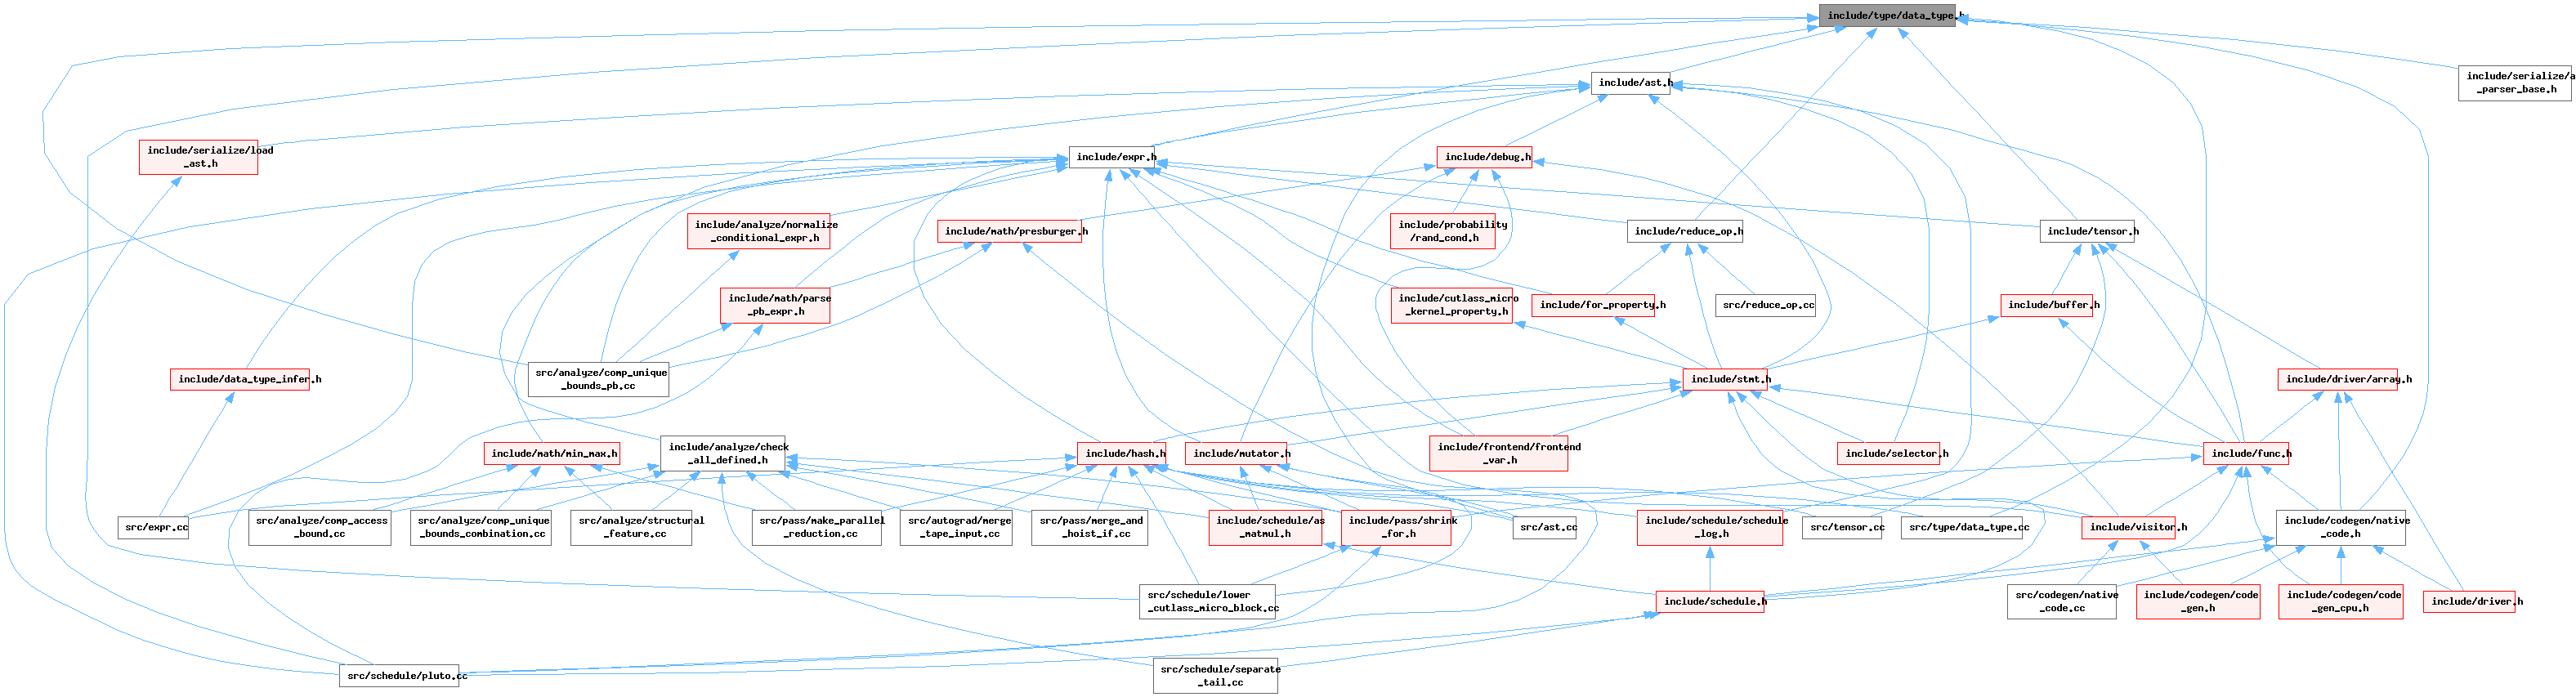 include/type/data_type.h
include/serialize/a
_parser_base.h
include/ast.h
include/serialize/load
_ast.h
include/expr.h
include/debug.h
include/analyze/normalize
_conditional_expr.h
include/math/presburger.h
include/probability
/rand_cond.h
include/reduce_op.h
include/tensor.h
include/math/parse
_pb_expr.h
include/cutlass_micro
_kernel_property.h
include/for_property.h
src/reduce_op.cc
include/buffer.h
include/data_type_infer.h
src/analyze/comp_unique
_bounds_pb.cc
include/stmt.h
include/driver/array.h
include/math/min_max.h
include/analyze/check
_all_defined.h
include/hash.h
include/mutator.h
include/frontend/frontend
_var.h
include/selector.h
include/func.h
src/expr.cc
src/analyze/comp_access
_bound.cc
src/analyze/comp_unique
_bounds_combination.cc
src/analyze/structural
_feature.cc
src/pass/make_parallel
_reduction.cc
src/autograd/merge
_tape_input.cc
src/pass/merge_and
_hoist_if.cc
include/schedule/as
_matmul.h
include/pass/shrink
_for.h
src/ast.cc
include/schedule/schedule
_log.h
src/tensor.cc
src/type/data_type.cc
include/visitor.h
include/codegen/native
_code.h
src/schedule/lower
_cutlass_micro_block.cc
include/schedule.h
src/codegen/native
_code.cc
include/codegen/code
_gen.h
include/codegen/code
_gen_cpu.h
include/driver.h
src/schedule/pluto.cc
src/schedule/separate
_tail.cc